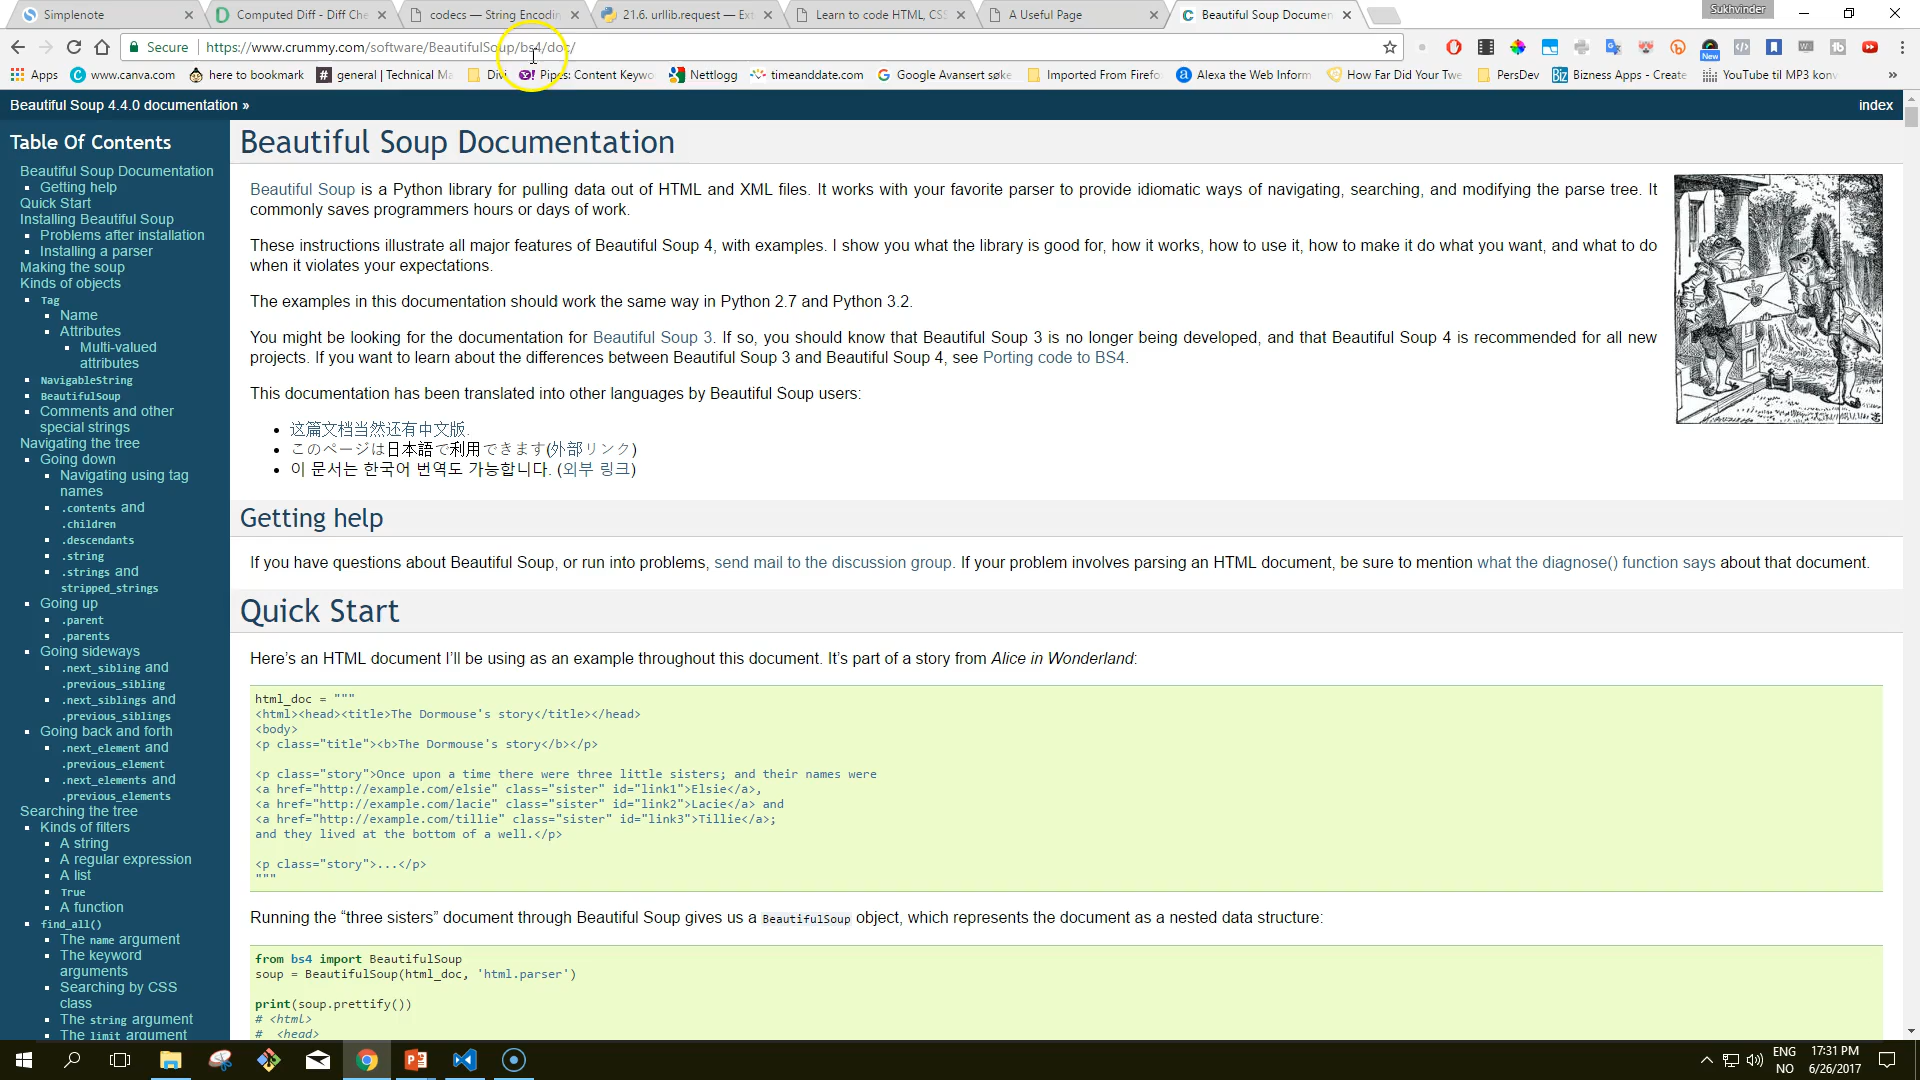 Simplenote
Computed Diff - Diff Che
codecs — String Encodin
21.6. urllib.request — Ext
Learn to code HTML, CSS
A Useful Page
Beautiful Soup Documen
Sukhvinder
Secure
https://www.crummy.com/software/BeautifulSoup/bs4/doc/
New
Apps
www.canva.com
here to bookmark
general | Technical Ma
Divi
Pipes: Content Keywo
Nettlogg
timeanddate.com
Google Avansert søke
Imported From Firefo
Alexa the Web Inform
How Far Did Your Twe
PersDev
Biz
Bizness Apps - Create
YouTube til MP3 konv
»
Beautiful Soup 4.4.0 documentation »
index
Table Of Contents
Beautiful Soup Documentation
Getting help
Quick Start
Installing Beautiful Soup
Problems after installation
Installing a parser
Making the soup
Kinds of objects
Tag
Name
Attributes
Multi-valued
attributes
NavigableString
BeautifulSoup
Comments and other
special strings
Navigating the tree
Going down
Navigating using tag
names
.contents and
.children
.descendants
.string
.strings and
stripped_strings
Going up
.parent
.parents
Going sideways
.next_sibling and
.previous_sibling
.next_siblings and
.previous_siblings
Going back and forth
.next_element and
.previous_element
.next_elements and
.previous_elements
Searching the tree
Kinds of filters
A string
A regular expression
A list
True
A function
find_all()
The name argument
The keyword
arguments
Searching by CSS
class
The string argument
The limit argument
Beautiful Soup Documentation
Beautiful Soup is a Python library for pulling data out of HTML and XML files. It works with your favorite parser to provide idiomatic ways of navigating, searching, and modifying the parse tree. It
commonly saves programmers hours or days of work.
These instructions illustrate all major features of Beautiful Soup 4, with examples. I show you what the library is good for, how it works, how to use it, how to make it do what you want, and what to do
when it violates your expectations.
The examples in this documentation should work the same way in Python 2.7 and Python 3.2.
You might be looking for the documentation for Beautiful Soup 3. If so, you should know that Beautiful Soup 3 is no longer being developed, and that Beautiful Soup 4 is recommended for all new
projects. If you want to learn about the differences between Beautiful Soup 3 and Beautiful Soup 4, see Porting code to BS4.
This documentation has been translated into other languages by Beautiful Soup users:
这篇文档当然还有中文版.
このページは日本語で利用できます(外部リンク)
이 문서는 한국어 번역도 가능합니다. (외부 링크)
Getting help
If you have questions about Beautiful Soup, or run into problems, send mail to the discussion group. If your problem involves parsing an HTML document, be sure to mention what the diagnose() function says about that document.
Quick Start
Here’s an HTML document I’ll be using as an example throughout this document. It’s part of a story from Alice in Wonderland:
html_doc = """
<html><head><title>The Dormouse's story</title></head>
<body>
<p class="title"><b>The Dormouse's story</b></p>
<p class="story">Once upon a time there were three little sisters; and their names were
<a href="http://example.com/elsie" class="sister" id="link1">Elsie</a>,
<a href="http://example.com/lacie" class="sister" id="link2">Lacie</a> and
<a href="http://example.com/tillie" class="sister" id="link3">Tillie</a>;
and they lived at the bottom of a well.</p>
<p class="story">...</p>
"""
Running the “three sisters” document through Beautiful Soup gives us a BeautifulSoup object, which represents the document as a nested data structure:
from bs4 import BeautifulSoup
soup = BeautifulSoup(html_doc, 'html.parser')
print(soup.prettify())
# <html>
#  <head>
ENG
NO
17:31 PM
6/26/2017